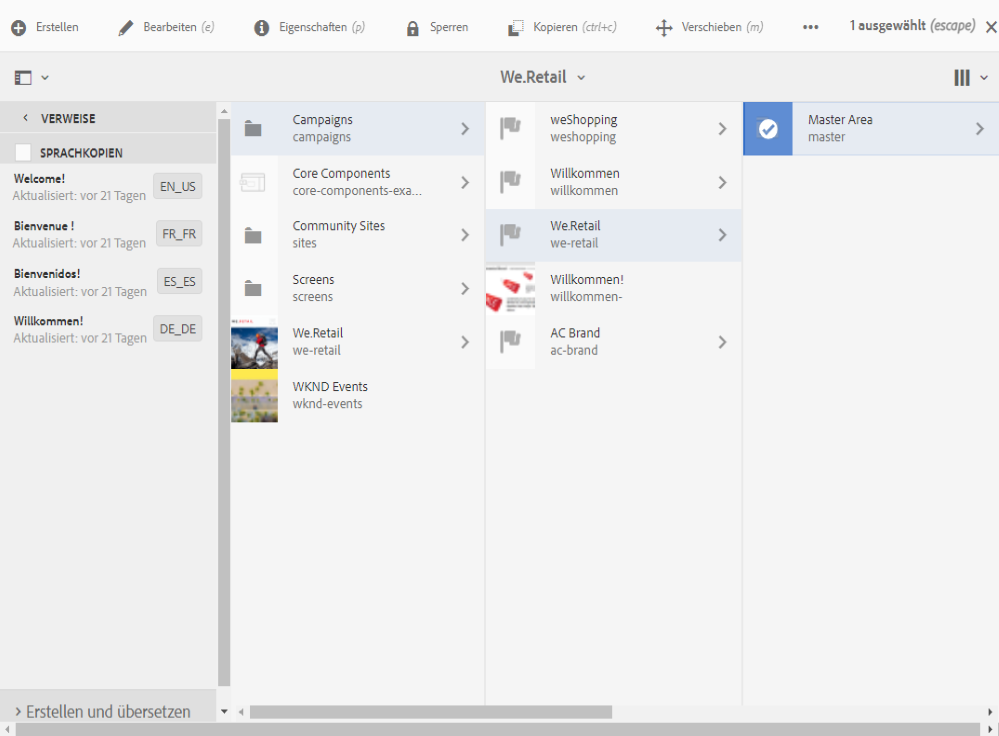 Erstellen
Bearbeiten (e)
Eigenschaften (p)
Sperren
Kopieren (ctrl+c)
Verschieben (m)
1 ausgewählt (escape)
We.Retail
VERWEISE
SPRACHKOPIEN
Welcome!
Aktualisiert: vor 21 Tagen
EN_US
Bienvenue !
Aktualisiert: vor 21 Tagen
FR_FR
Bienvenidos!
Aktualisiert: vor 21 Tagen
ES_ES
Willkommen!
Aktualisiert: vor 21 Tagen
DE_DE
Erstellen und übersetzen
Campaigns
campaigns
Core Components
core-components-exa...
Community Sites
sites
Screens
screens
We.Retail
we-retail
WKND Events
wknd-events
weShopping
weshopping
Willkommen
willkommen
We.Retail
we-retail
Willkommen!
willkommen-
AC Brand
ac-brand
Master Area
master